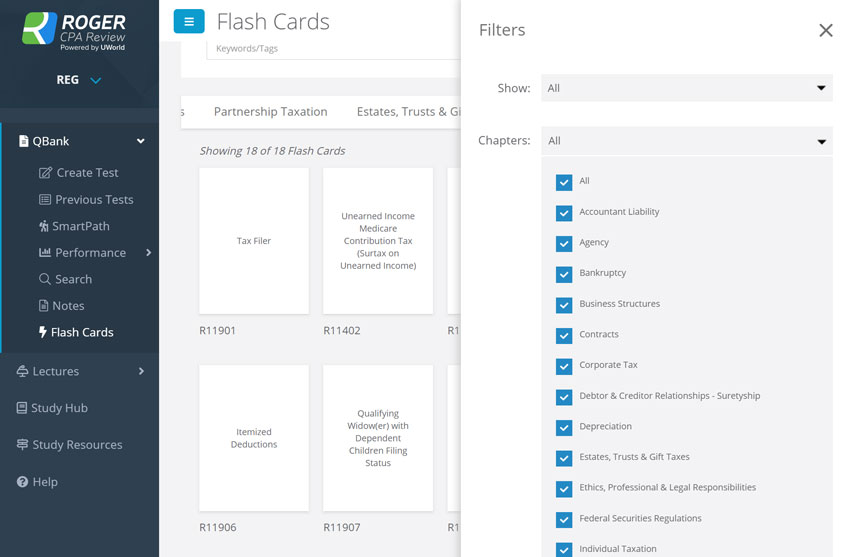 ROGER
CPA Review
Powered by UWorld
REG
QBank
Create Test
Previous Tests
SmartPath
Performance
Search
Notes
Flash Cards
Lectures
Study Hub
Study Resources
Help
Flash Cards
Keywords/Tags
s
Partnership Taxation
Estates, Trusts & Gi
Showing 18 of 18 Flash Cards
Tax Filer
R11901
Unearned Income
Medicare
Contribution Tax
(Surtax on
Unearned Income)
R11402
R1
Itemized
Deductions
R11906
Qualifying
Widow(er) with
Dependent
Children Filing
Status
R11907
R1
Filters
Show:
All
Chapters:
All
All
Accountant Liability
Agency
Bankruptcy
Business Structures
Contracts
Corporate Tax
Debtor & Creditor Relationships - Suretyship
Depreciation
Estates, Trusts & Gift Taxes
Ethics, Professional & Legal Responsibilities
Federal Securities Regulations
Individual Taxation